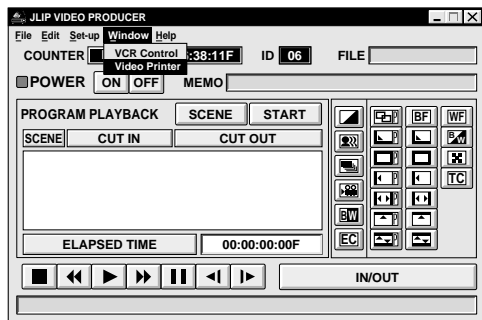 JLIP VIDEO PRODUCER
File Edit Set-up Window Help
COUNTER :38:11F ID 06 FILE
VCR Control
Video Printer
POWER ON OFF MEMO
PROGRAM PLAYBACK SCENE START
SCENE CUT IN CUT OUT
ELAPSED TIME 00:00:00:00F
P BF WF
P B/W
P
P TC
P
BW P
EC P
IN/OUT